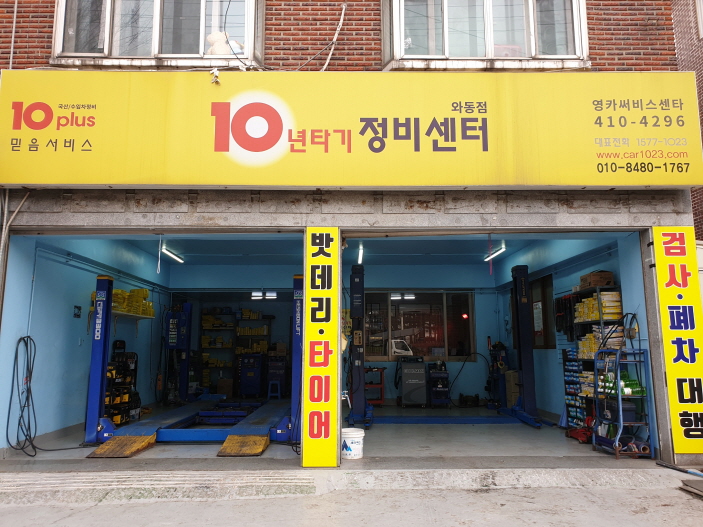 국산/수입차정비
10 plus
믿음서비스
와동점
10년타기 정비센터
영카써비스센타
410-4296
대표전화 1577-1023
www.car1023.com
010-8480-1767
밧데리·타이어
검사·폐차 대행